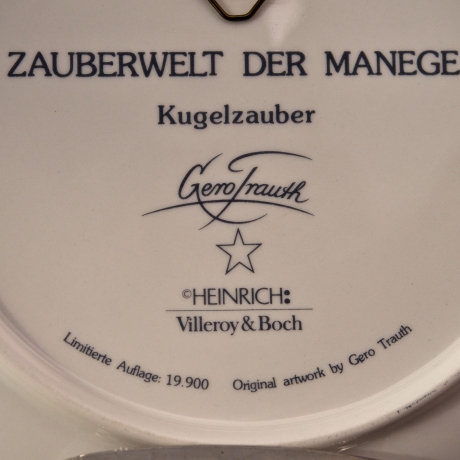 ZAUBERWELT DER MANEGE
Kugelzauber
Gero Trauth
©HEINRICH:
Villeroy & Boch
Limitierte Auflage: 19.900 Original artwork by Gero Trauth